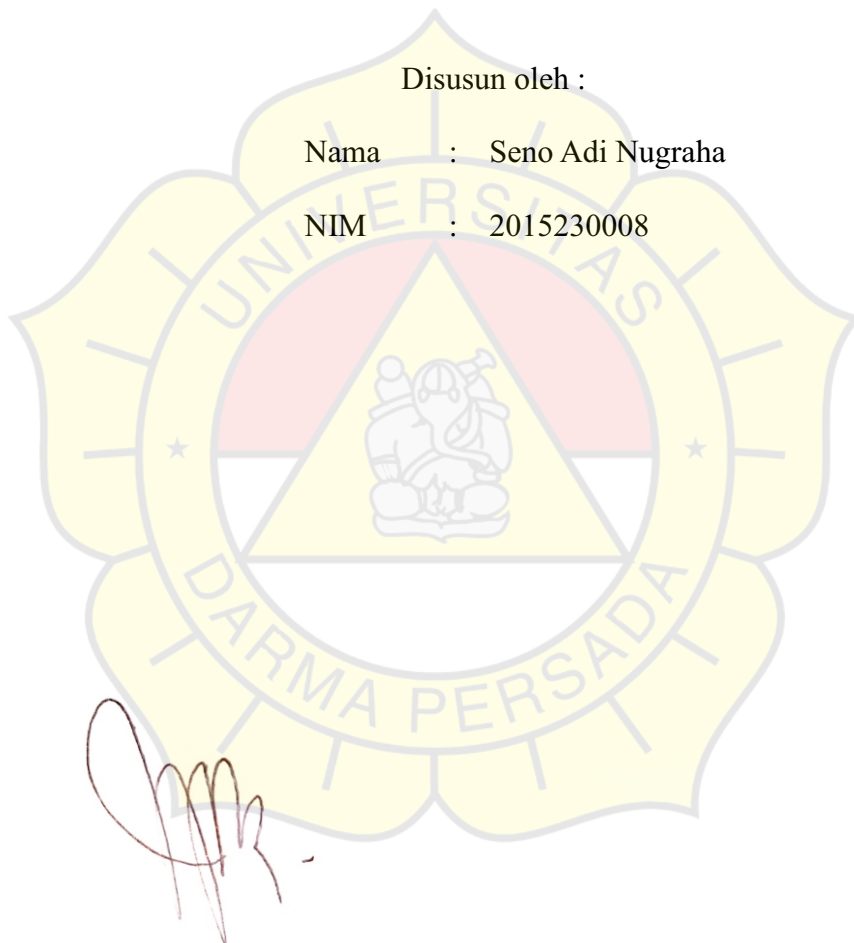 Disusun oleh :
Nama : Seno Adi Nugraha
NIM : 2015230008
UNIVERSITAS
DARMA PERSADA